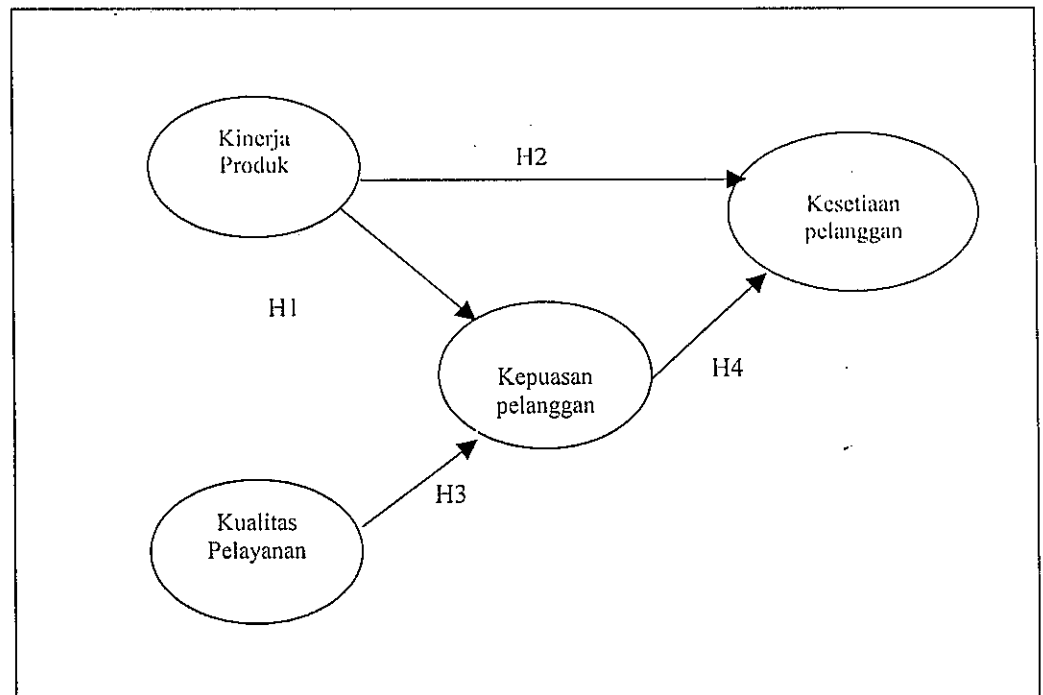 Kinerja
Produk
H2
Kesetiaan
pelanggan
H1
Kepuasan
pelanggan
H4
H3
Kualitas
Pelayanan